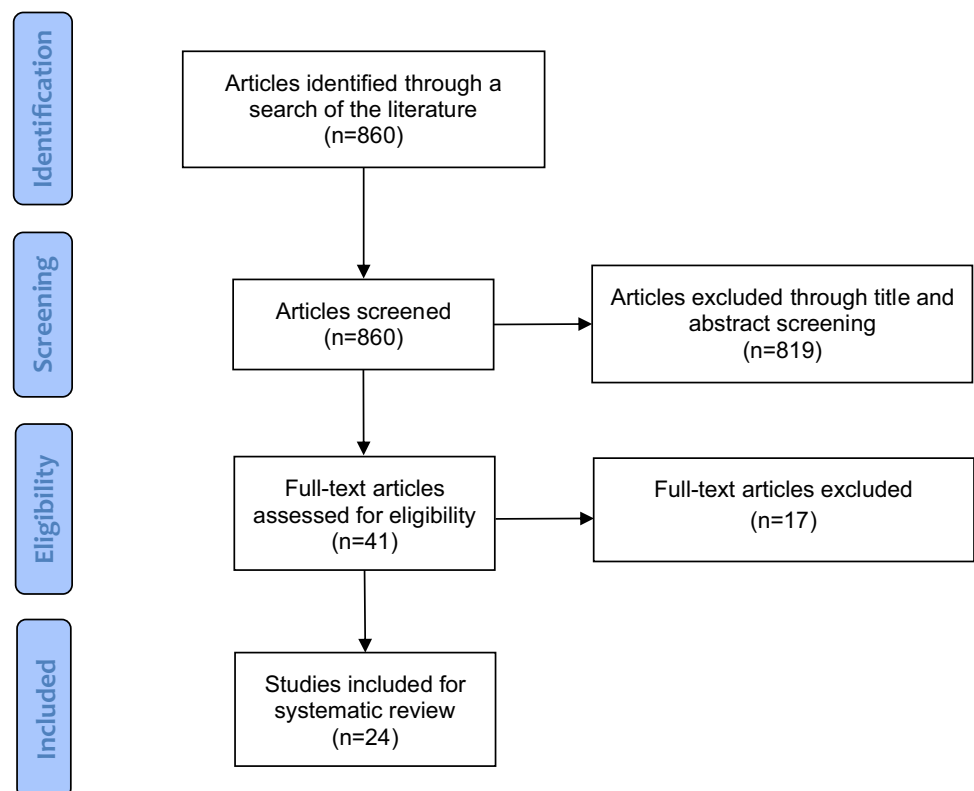 Identification
Articles identified through a
search of the literature
(n=860)
Screening
Articles screened
(n=860)
Articles excluded through title and
abstract screening
(n=819)
Eligibility
Full-text articles
assessed for eligibility
(n=41)
Full-text articles excluded
(n=17)
Included
Studies included for
systematic review
(n=24)